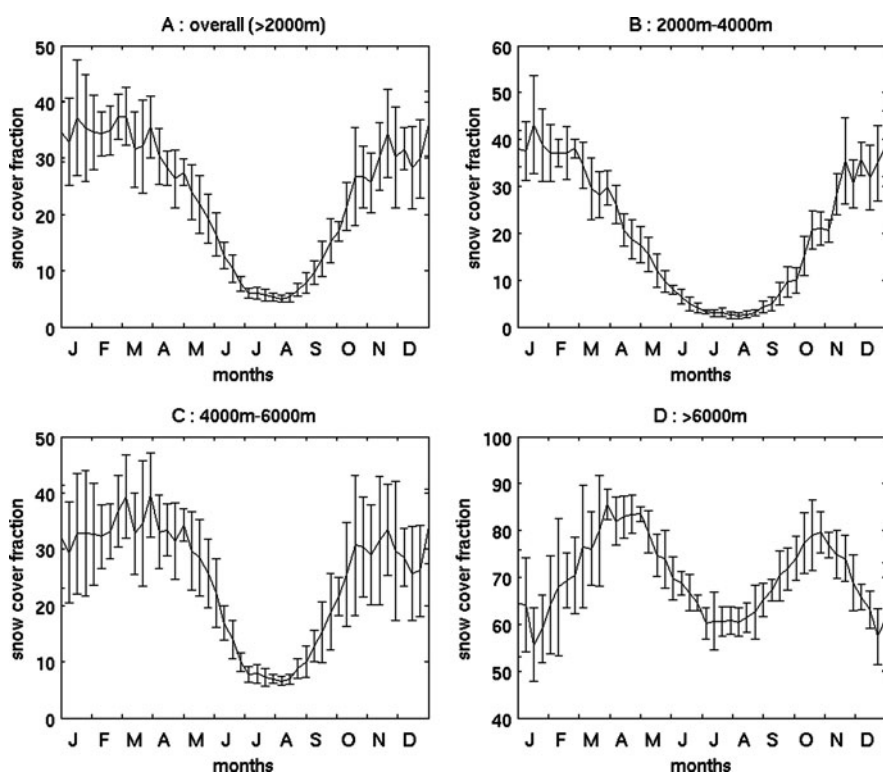 A : overall (>2000m)
50
40
30
20
10
0
snow cover fraction
J F M A M J J A S O N D
months
B : 2000m-4000m
60
50
40
30
20
10
0
snow cover fraction
J F M A M J J A S O N D
months
C : 4000m-6000m
50
40
30
20
10
0
snow cover fraction
J F M A M J J A S O N D
months
D : >6000m
100
90
80
70
60
50
40
snow cover fraction
J F M A M J J A S O N D
months